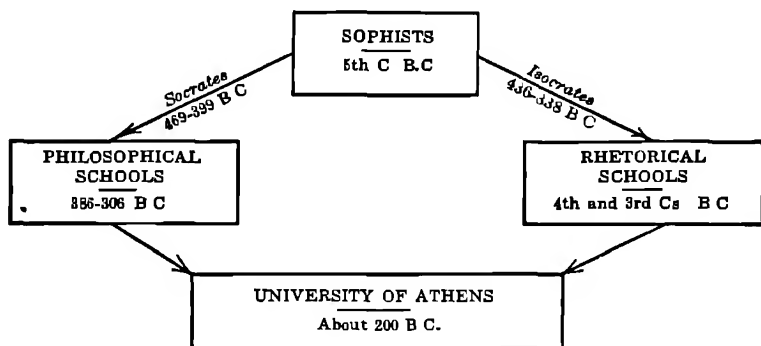 SOPHISTS
5th C B.C
Socrates
469-399 B C
Isocrates
436-338 B C
PHILOSOPHICAL
SCHOOLS
386-306 B C
RHETORICAL
SCHOOLS
4th and 3rd Cs B C
UNIVERSITY OF ATHENS
About 200 B C.